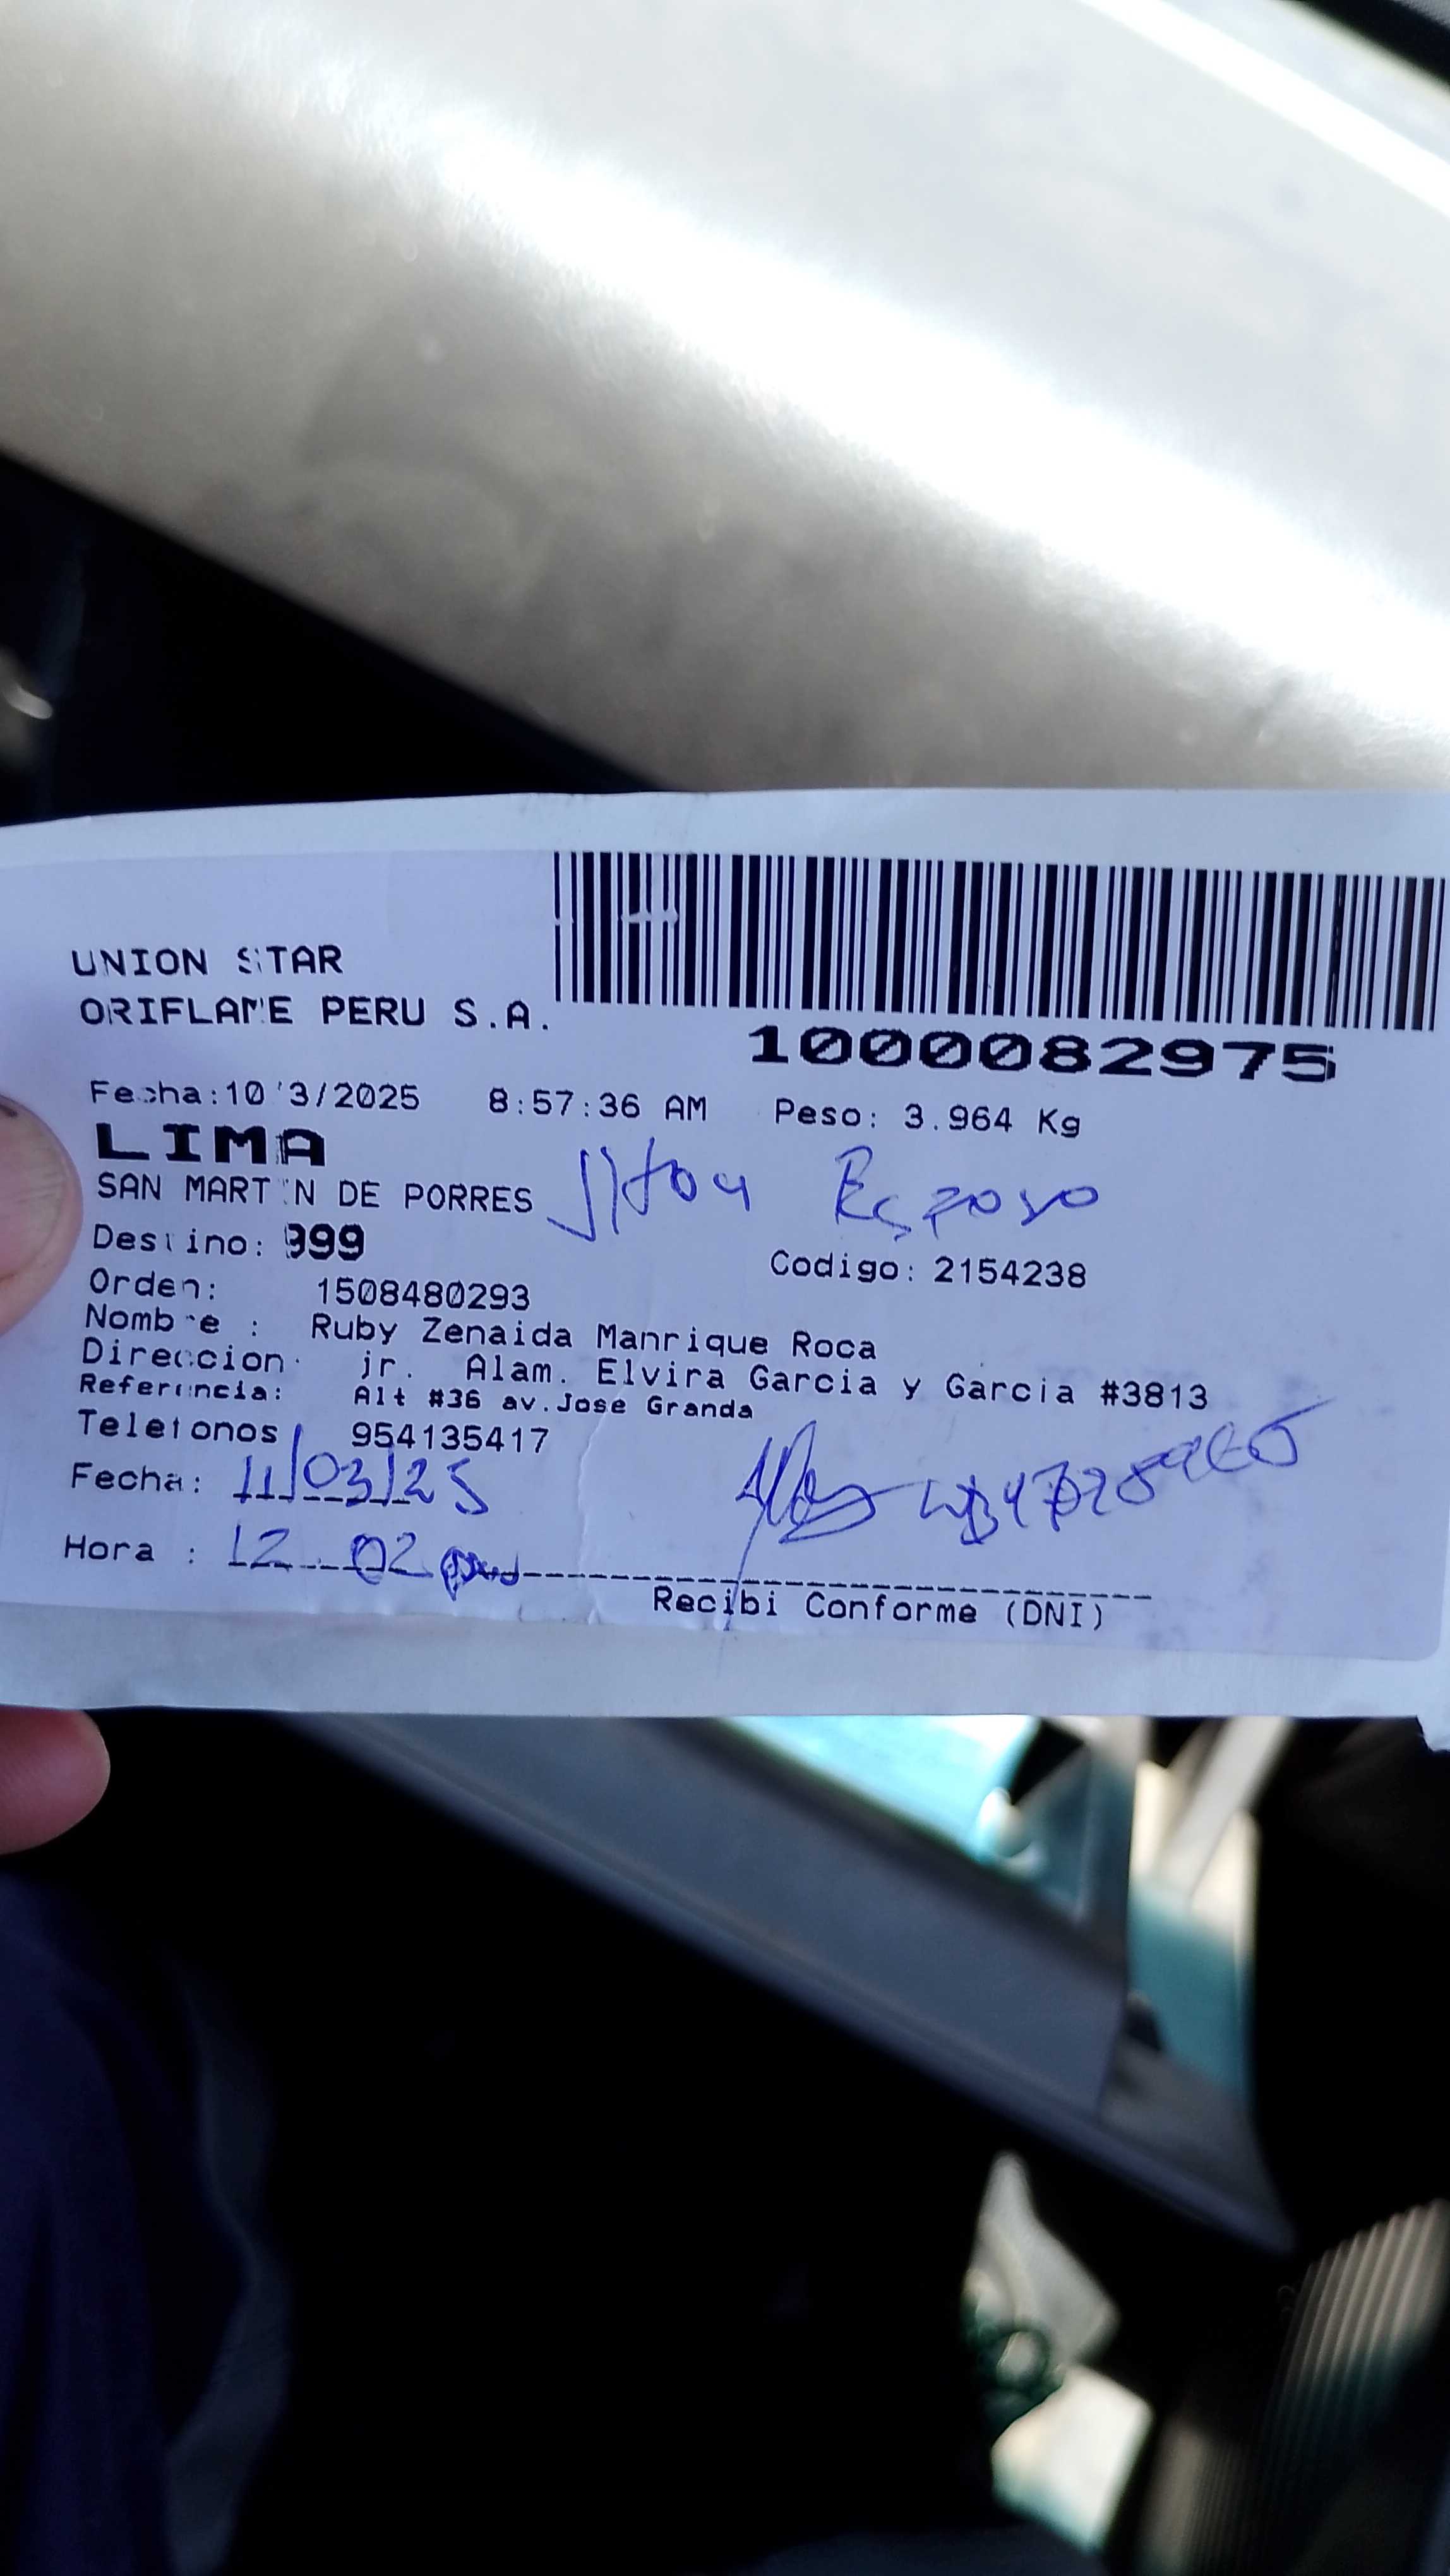 UNION STAR
ORIFLAME PERU S.A.
1000082975
Fecha:10/3/2025 8:57:36 AM Peso: 3.964 Kg
LIMA
SAN MARTIN DE PORRES Esposo
Destino: 999 Codigo: 2154238
Orden: 1508480293
Nombre : Ruby Zenaida Manrique Roca
Direccion: jr. Alam. Elvira Garcia y Garcia #3813
Referencia: Alt #36 av.Jose Granda
Telefonos 954135417
Fecha: 11/03/25
Hora : 12 02 pm
Recibi Conforme (DNI)